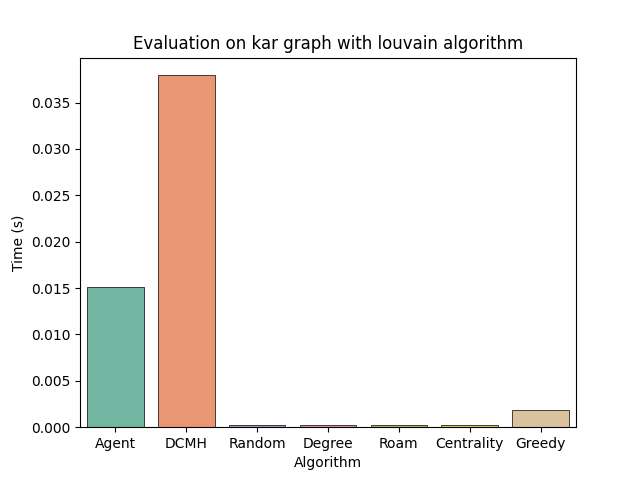 Evaluation on kar graph with louvain algorithm
0.035
0.030
0.025
0.020
0.015
0.010
0.005
0.000
Time (s)
Agent DCMH Random Degree Roam Centrality Greedy
Algorithm